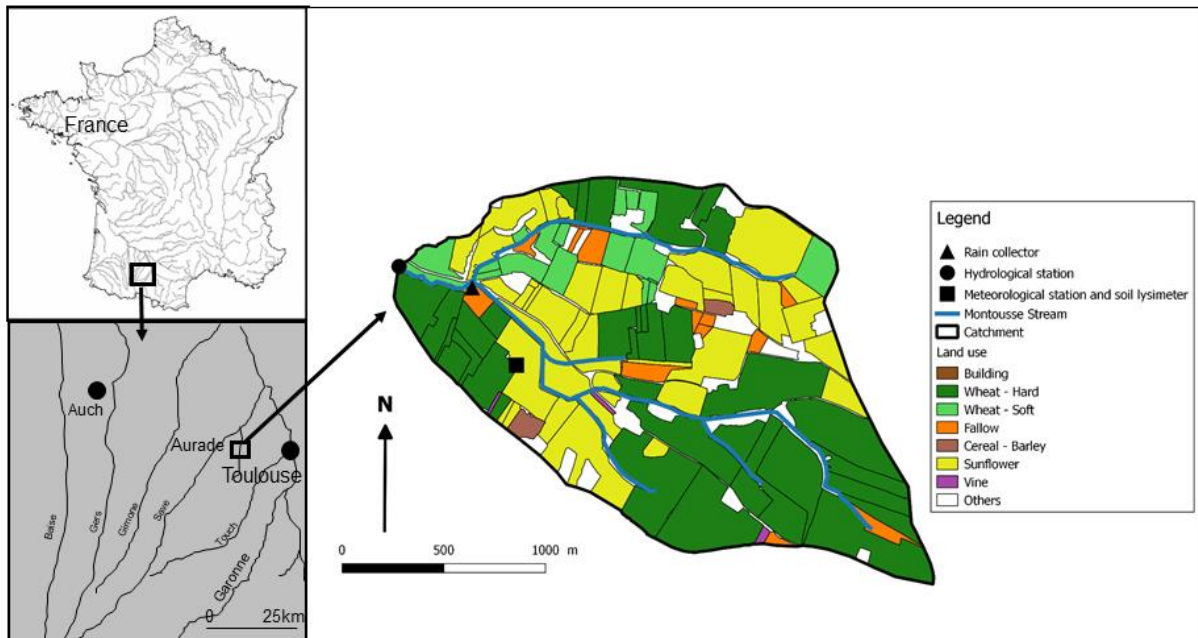 France
Auch
Aurade
Toulouse
Baise
Gers
Gimone
Save
Touch
Garonne
0 25km
N
0 500 1000 m
Legend
Rain collector
Hydrological station
Meteorological station and soil lysimeter
Montousse Stream
Catchment
Land use
Building
Wheat - Hard
Wheat - Soft
Fallow
Cereal - Barley
Sunflower
Vine
Others